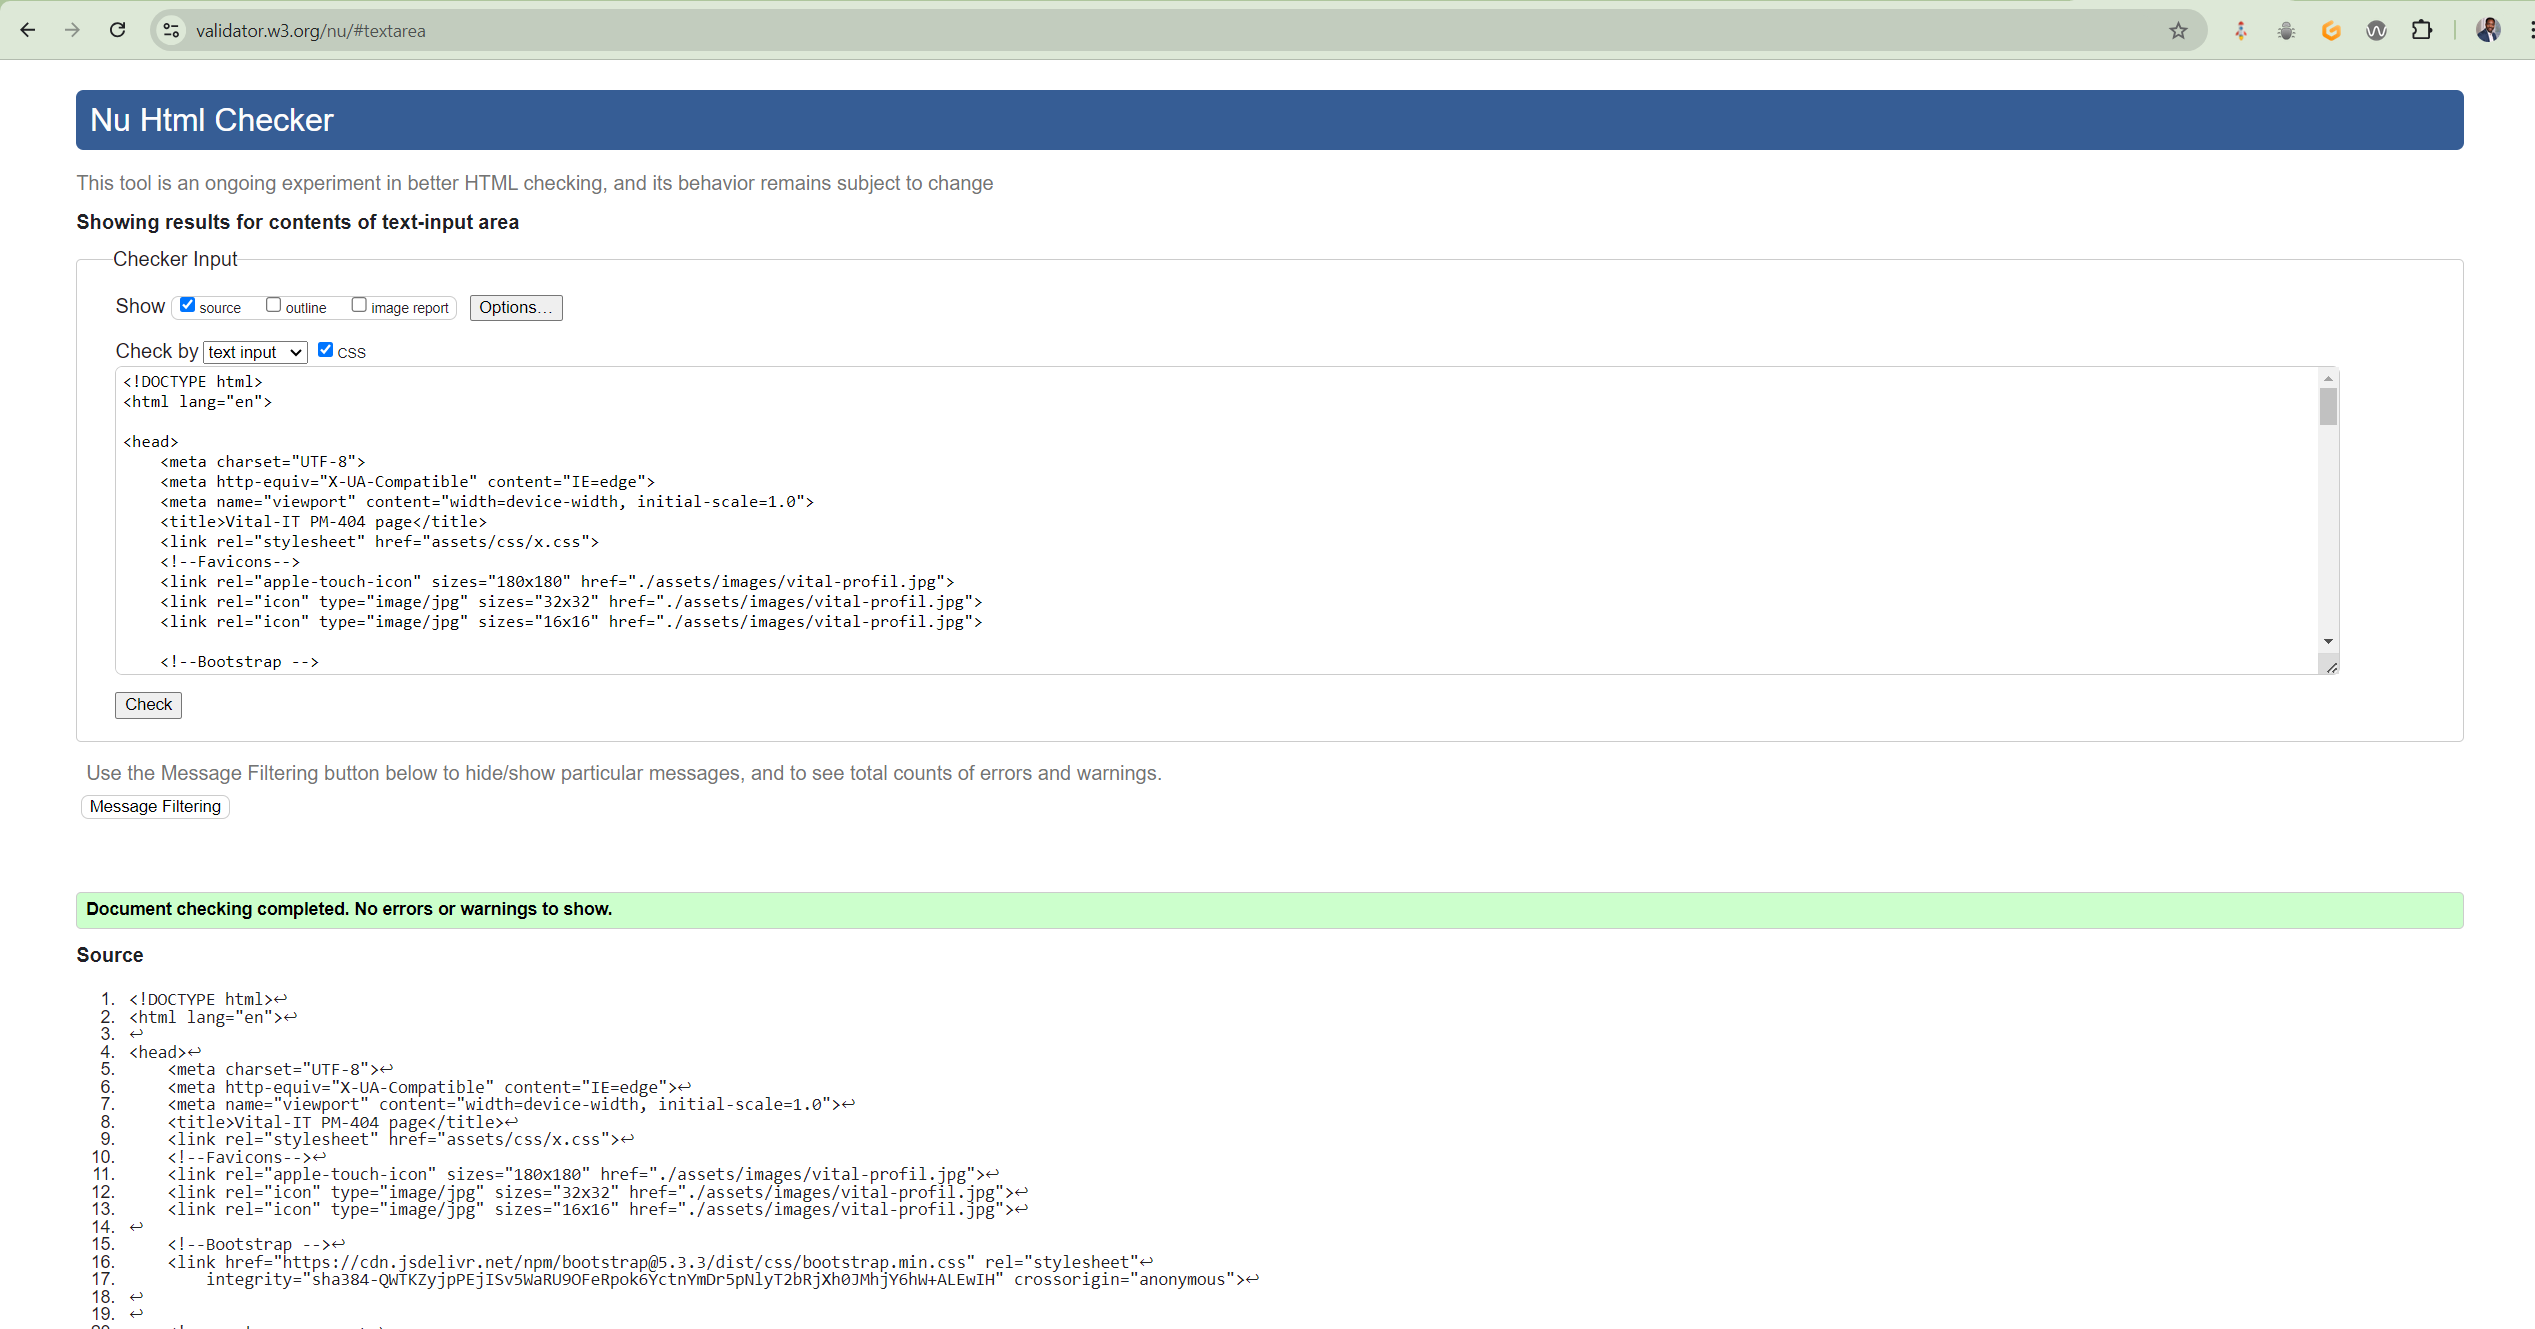 validator.w3.org/nu/#textarea
Nu Html Checker
This tool is an ongoing experiment in better HTML checking, and its behavior remains subject to change
Showing results for contents of text-input area
Checker Input
Show source outline image report Options...
Check by text input CSS
<!DOCTYPE html>
<html lang="en">
<head>
    <meta charset="UTF-8">
    <meta http-equiv="X-UA-Compatible" content="IE=edge">
    <meta name="viewport" content="width=device-width, initial-scale=1.0">
    <title>Vital-IT PM-404 page</title>
    <link rel="stylesheet" href="assets/css/x.css">
    <!--Favicons-->
    <link rel="apple-touch-icon" sizes="180x180" href="./assets/images/vital-profil.jpg">
    <link rel="icon" type="image/jpg" sizes="32x32" href="./assets/images/vital-profil.jpg">
    <link rel="icon" type="image/jpg" sizes="16x16" href="./assets/images/vital-profil.jpg">
    <!--Bootstrap -->
Check
Use the Message Filtering button below to hide/show particular messages, and to see total counts of errors and warnings.
Message Filtering
Document checking completed. No errors or warnings to show.
Source
1. <!DOCTYPE html>↩
2. <html lang="en">↩
3. ↩
4. <head>↩
5.     <meta charset="UTF-8">↩
6.     <meta http-equiv="X-UA-Compatible" content="IE=edge">↩
7.     <meta name="viewport" content="width=device-width, initial-scale=1.0">↩
8.     <title>Vital-IT PM-404 page</title>↩
9.     <link rel="stylesheet" href="assets/css/x.css">↩
10.     <!--Favicons-->↩
11.     <link rel="apple-touch-icon" sizes="180x180" href="./assets/images/vital-profil.jpg">↩
12.     <link rel="icon" type="image/jpg" sizes="32x32" href="./assets/images/vital-profil.jpg">↩
13.     <link rel="icon" type="image/jpg" sizes="16x16" href="./assets/images/vital-profil.jpg">↩
14. ↩
15.     <!--Bootstrap -->↩
16.     <link href="https://cdn.jsdelivr.net/npm/bootstrap@5.3.3/dist/css/bootstrap.min.css" rel="stylesheet"↩
17.         integrity="sha384-QWTKZyjpPEjISv5WaRU9OFeRpok6YctnYmDr5pNlyT2bRjXh0JMhjY6hW+ALEwIH" crossorigin="anonymous">↩
18. ↩
19. ↩